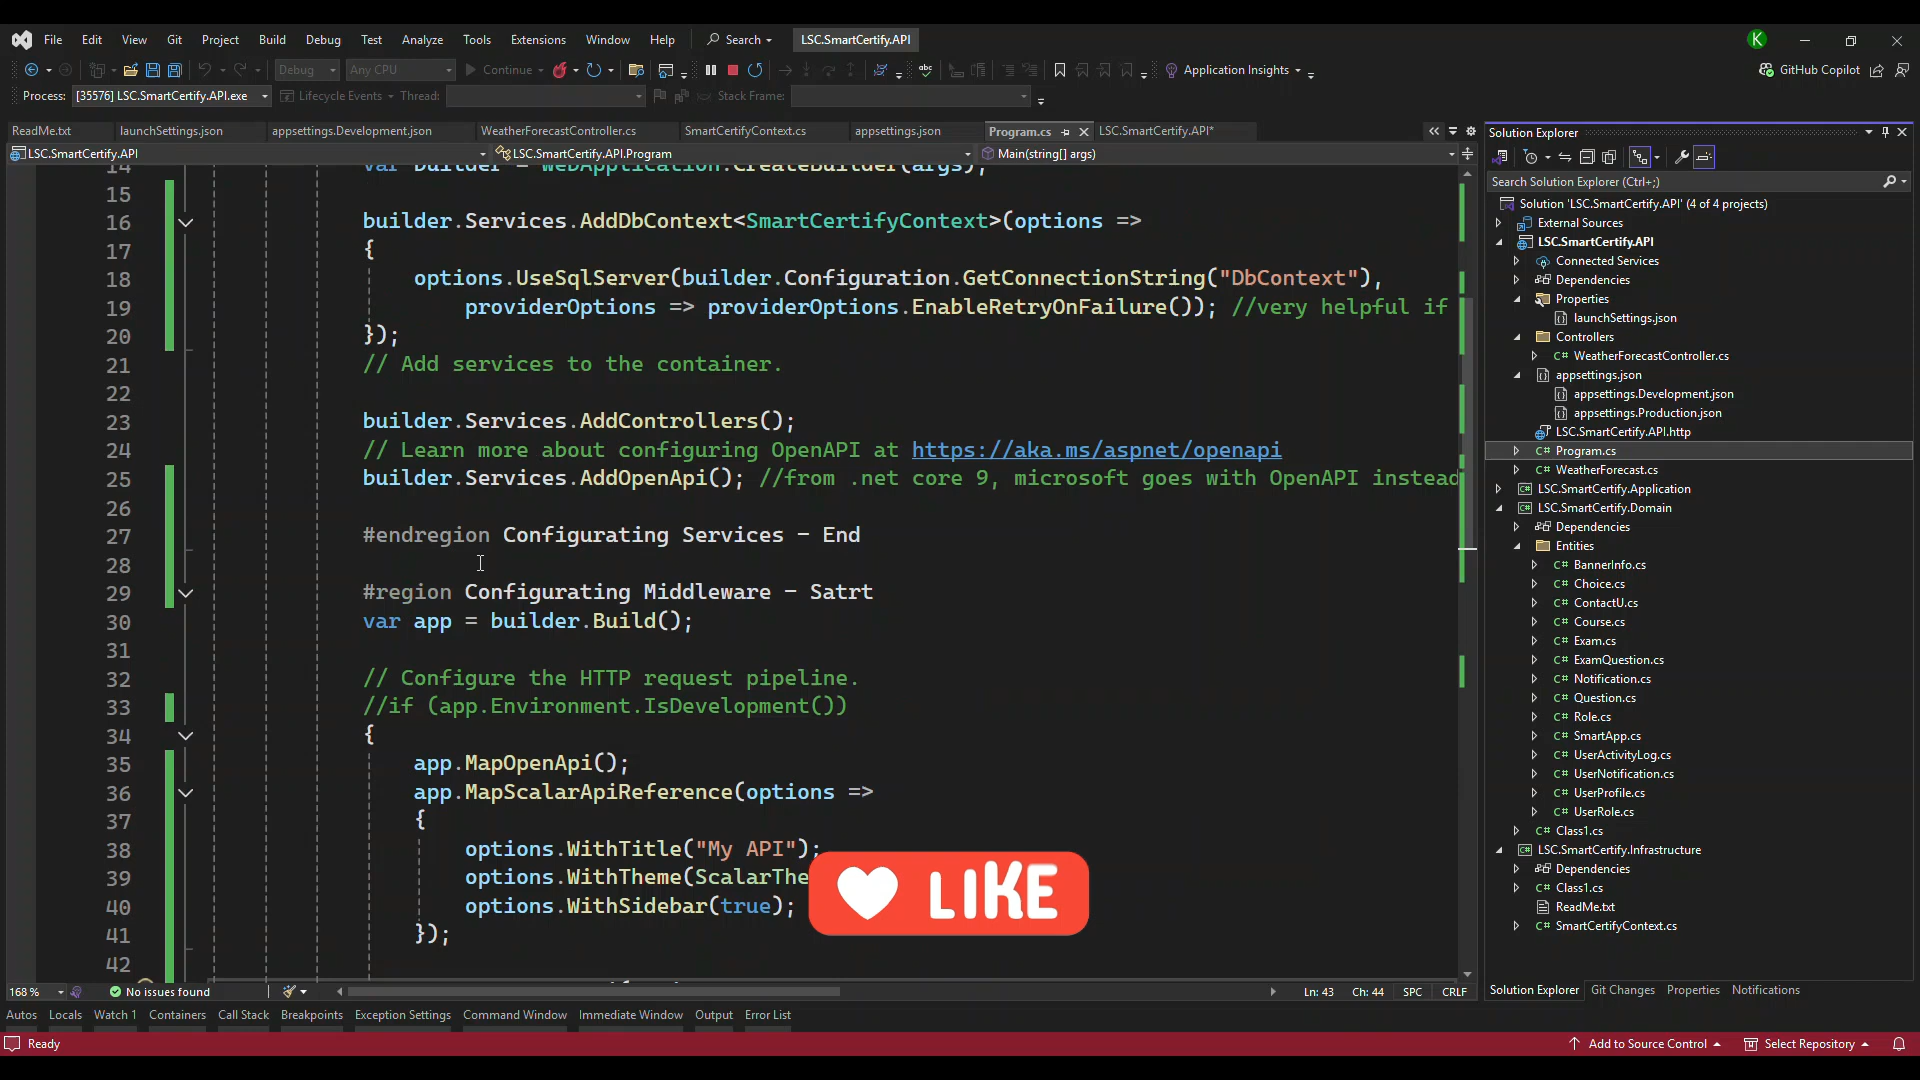 File Edit View Git Project Build Debug Test Analyze Tools Extensions Window Help Search LSC.SmartCertify.API K
Debug Any CPU Continue Application Insights GitHub Copilot
Process: [35576] LSC.SmartCertify.API.exe Lifecycle Events Thread: Stack Frame:
ReadMe.txt launchSettings.json appsettings.Development.json WeatherForecastController.cs SmartCertifyContext.cs appsettings.json Program.cs LSC.SmartCertify.API*
LSC.SmartCertify.API LSC.SmartCertify.API.Program Main(string[] args)
14 var builder = WebApplication.CreateBuilder(args);
15
16 builder.Services.AddDbContext<SmartCertifyContext>(options =>
17 {
18 options.UseSqlServer(builder.Configuration.GetConnectionString("DbContext"),
19 providerOptions => providerOptions.EnableRetryOnFailure()); //very helpful if
20 });
21 // Add services to the container.
22
23 builder.Services.AddControllers();
24 // Learn more about configuring OpenAPI at https://aka.ms/aspnet/openapi
25 builder.Services.AddOpenApi(); //from .net core 9, microsoft goes with OpenAPI instead
26
27 #endregion Configurating Services - End
28
29 #region Configurating Middleware - Satrt
30 var app = builder.Build();
31
32 // Configure the HTTP request pipeline.
33 //if (app.Environment.IsDevelopment())
34 {
35 app.MapOpenApi();
36 app.MapScalarApiReference(options =>
37 {
38 options.WithTitle("My API");
39 options.WithTheme(ScalarThe
40 options.WithSidebar(true);
41 });
42
LIKE
168 % No issues found Ln: 43 Ch: 44 SPC CRLF
Solution Explorer
Search Solution Explorer (Ctrl+;)
Solution 'LSC.SmartCertify.API' (4 of 4 projects)
External Sources
LSC.SmartCertify.API
Connected Services
Dependencies
Properties
launchSettings.json
Controllers
WeatherForecastController.cs
appsettings.json
appsettings.Development.json
appsettings.Production.json
LSC.SmartCertify.API.http
C# Program.cs
C# WeatherForecast.cs
LSC.SmartCertify.Application
LSC.SmartCertify.Domain
Dependencies
Entities
C# BannerInfo.cs
C# Choice.cs
C# ContactU.cs
C# Course.cs
C# Exam.cs
C# ExamQuestion.cs
C# Notification.cs
C# Question.cs
C# Role.cs
C# SmartApp.cs
C# UserActivityLog.cs
C# UserNotification.cs
C# UserProfile.cs
C# UserRole.cs
C# Class1.cs
LSC.SmartCertify.Infrastructure
Dependencies
C# Class1.cs
ReadMe.txt
C# SmartCertifyContext.cs
Solution Explorer Git Changes Properties Notifications
Autos Locals Watch 1 Containers Call Stack Breakpoints Exception Settings Command Window Immediate Window Output Error List
Ready Add to Source Control Select Repository